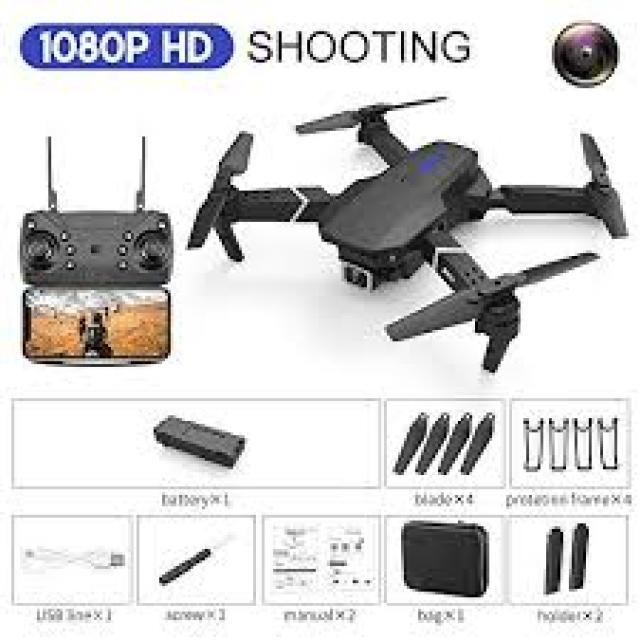 1080P HD SHOOTING
battery×1
blade×4
protetion frame×4
USB line×1
screw×1
manual×2
bag×1
holder×2